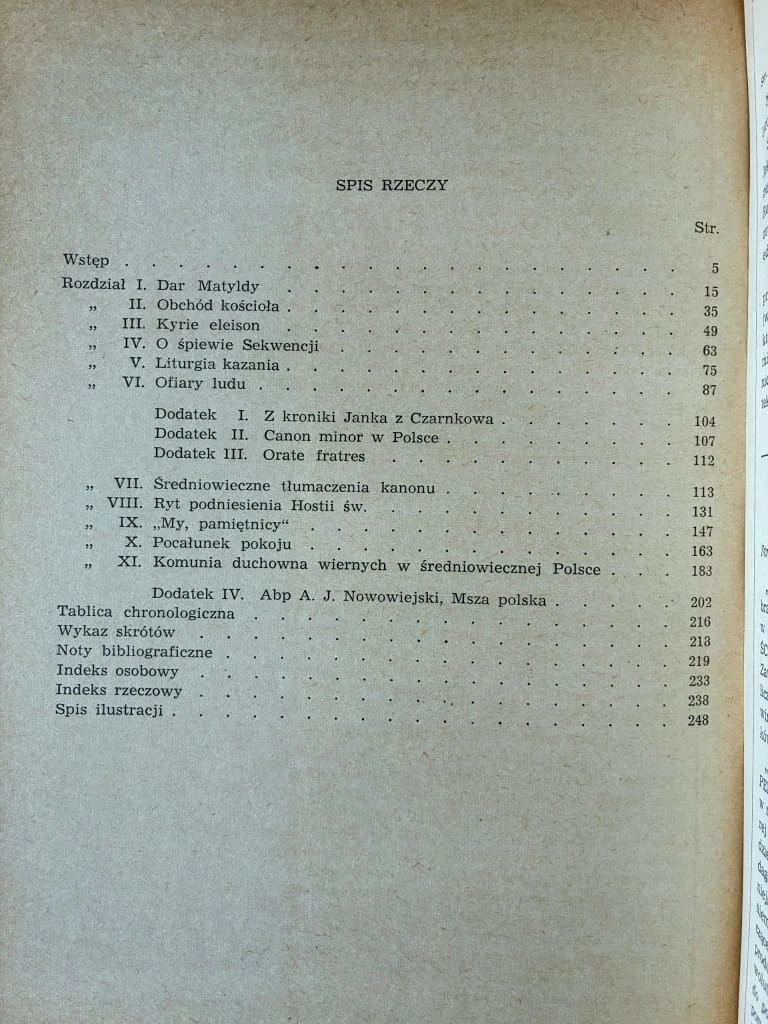 SPIS RZECZY
Str.
Wstęp . . . . . . . . . . . . . . . . . . . . . 5
Rozdział I. Dar Matyldy . . . . . . . . . . . . . . . 15
„ II. Obchód kościoła . . . . . . . . . . . . . . . 35
„ III. Kyrie eleison . . . . . . . . . . . . . . . 49
„ IV. O śpiewie Sekwencji . . . . . . . . . . . . . 63
„ V. Liturgia kazania . . . . . . . . . . . . . . . 75
„ VI. Ofiary ludu . . . . . . . . . . . . . . . . 87
Dodatek I. Z kroniki Janka z Czarnkowa . . . . . . . 104
Dodatek II. Canon minor w Polsce . . . . . . . . . 107
Dodatek III. Orate fratres . . . . . . . . . . . 112
„ VII. Średniowieczne tłumaczenia kanonu . . . . . . . . . 113
„ VIII. Ryt podniesienia Hostii św. . . . . . . . . . . . 131
„ IX. „My, pamiętnicy“ . . . . . . . . . . . . . . 147
„ X. Pocałunek pokoju . . . . . . . . . . . . . . 163
„ XI. Komunia duchowna wiernych w średniowiecznej Polsce . . . 183
Dodatek IV. Abp A. J. Nowowiejski, Msza polska . . . . . 202
Tablica chronologiczna . . . . . . . . . . . . . . . . 216
Wykaz skrótów . . . . . . . . . . . . . . . . . . 213
Noty bibliograficzne . . . . . . . . . . . . . . . . . 219
Indeks osobowy . . . . . . . . . . . . . . . . . . 233
Indeks rzeczowy . . . . . . . . . . . . . . . . . . 238
Spis ilustracji . . . . . . . . . . . . . . . . . . . 248